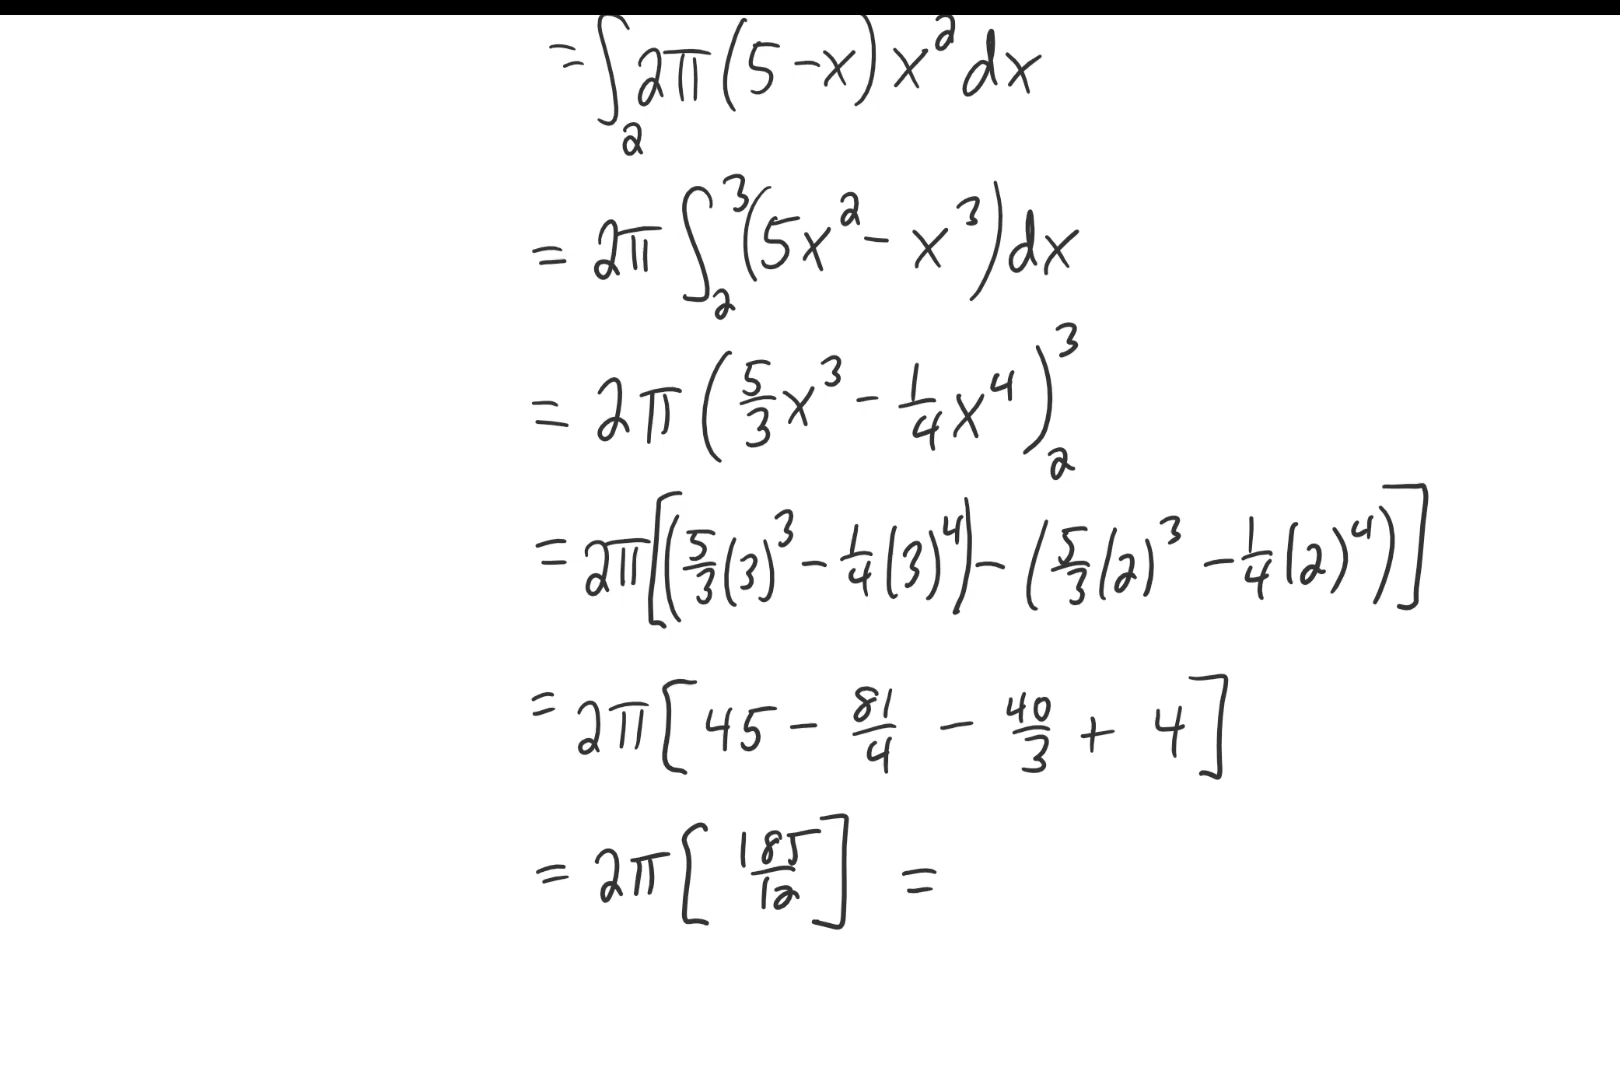 = ∫₂ 2π(5-x)x² dx
= 2π ∫₂³ (5x² - x³) dx
= 2π (5/3 x³ - 1/4 x⁴)₂³
= 2π[(5/3 (3)³ - 1/4 (3)⁴) - (5/3 (2)³ - 1/4 (2)⁴)]
= 2π[45 - 81/4 - 40/3 + 4]
= 2π[185/12] =